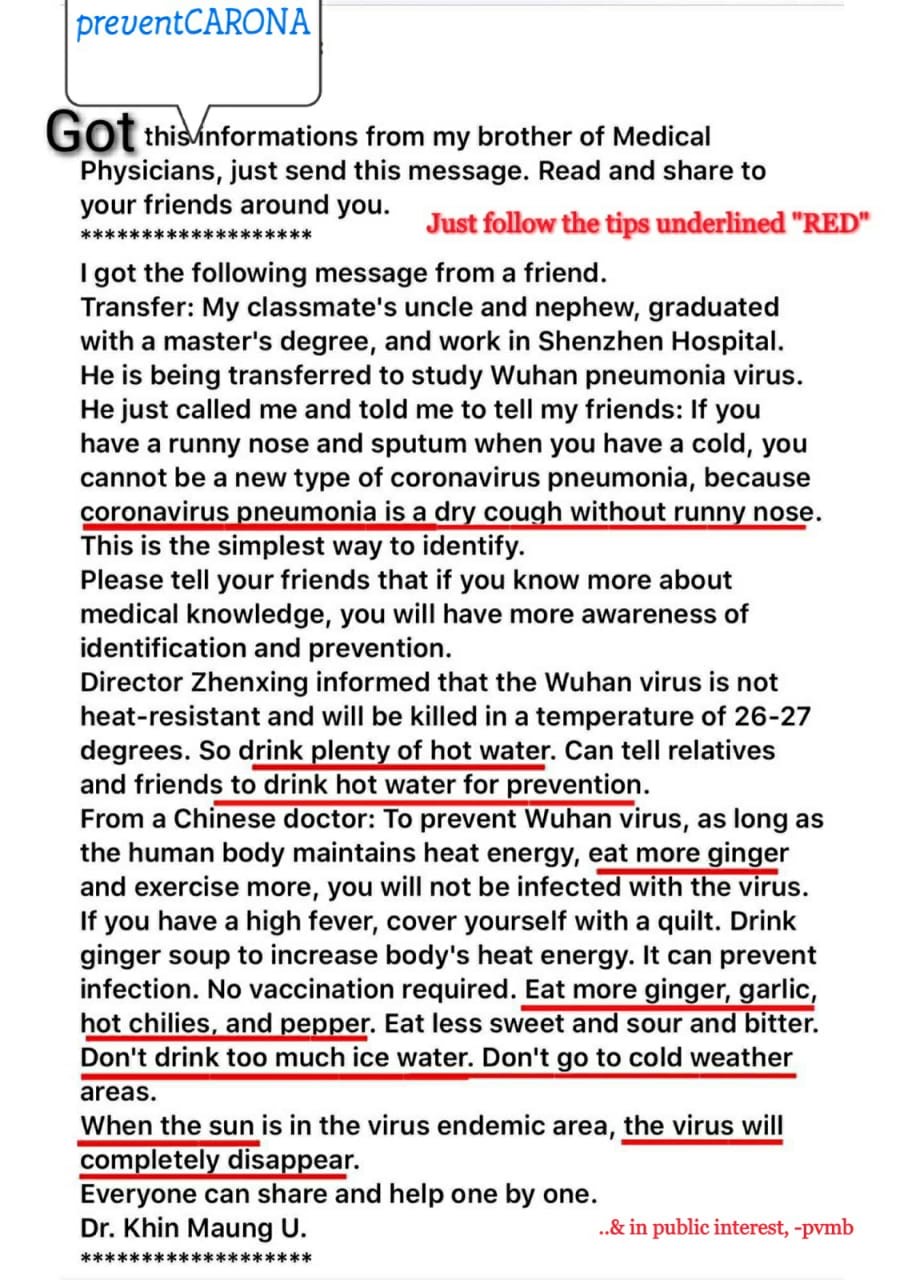 preventCARONA
Got this informations from my brother of Medical
Physicians, just send this message. Read and share to
your friends around you.
Just follow the tips underlined "RED"
*******************
I got the following message from a friend.
Transfer: My classmate's uncle and nephew, graduated
with a master's degree, and work in Shenzhen Hospital.
He is being transferred to study Wuhan pneumonia virus.
He just called me and told me to tell my friends: If you
have a runny nose and sputum when you have a cold, you
cannot be a new type of coronavirus pneumonia, because
coronavirus pneumonia is a dry cough without runny nose.
This is the simplest way to identify.
Please tell your friends that if you know more about
medical knowledge, you will have more awareness of
identification and prevention.
Director Zhenxing informed that the Wuhan virus is not
heat-resistant and will be killed in a temperature of 26-27
degrees. So drink plenty of hot water. Can tell relatives
and friends to drink hot water for prevention.
From a Chinese doctor: To prevent Wuhan virus, as long as
the human body maintains heat energy, eat more ginger
and exercise more, you will not be infected with the virus.
If you have a high fever, cover yourself with a quilt. Drink
ginger soup to increase body's heat energy. It can prevent
infection. No vaccination required. Eat more ginger, garlic,
hot chilies, and pepper. Eat less sweet and sour and bitter.
Don't drink too much ice water. Don't go to cold weather
areas.
When the sun is in the virus endemic area, the virus will
completely disappear.
Everyone can share and help one by one.
Dr. Khin Maung U.
..& in public interest, -pvmb
*******************